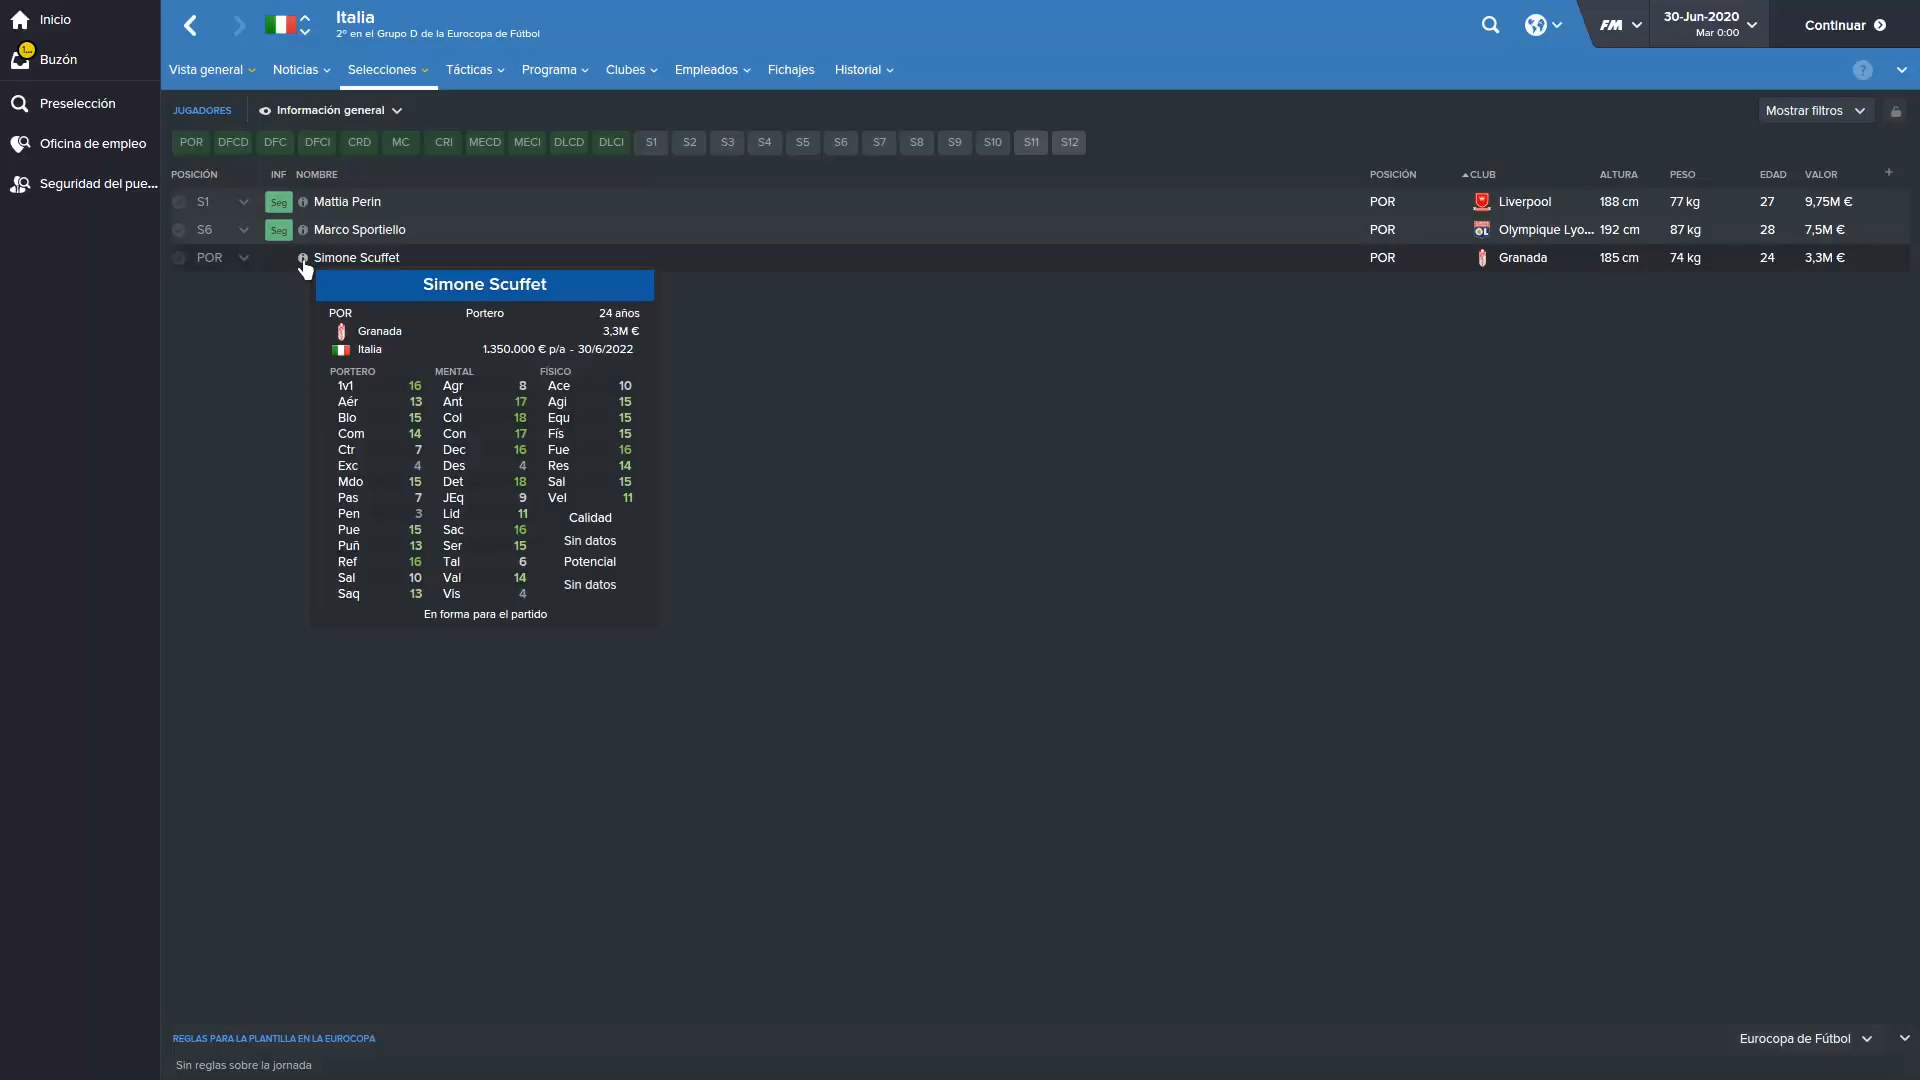 Inicio
Buzón
Preselección
Oficina de empleo
Seguridad del pue...
Italia
2º en el Grupo D de la Eurocopa de Fútbol
FM
30-Jun-2020
Mar 0:00
Continuar
Vista general Noticias Selecciones Tácticas Programa Clubes Empleados Fichajes Historial
JUGADORES Información general Mostrar filtros
POR DFCD DFC DFCI CRD MC CRI MECD MECI DLCD DLCI S1 S2 S3 S4 S5 S6 S7 S8 S9 S10 S11 S12
POSICIÓN INF NOMBRE POSICIÓN CLUB ALTURA PESO EDAD VALOR
S1 Seg Mattia Perin POR Liverpool 188 cm 77 kg 27 9,75M €
S6 Seg Marco Sportiello POR Olympique Lyo... 192 cm 87 kg 28 7,5M €
POR Simone Scuffet POR Granada 185 cm 74 kg 24 3,3M €
Simone Scuffet
POR Portero 24 años
Granada 3,3M €
Italia 1.350.000 € p/a - 30/6/2022
PORTERO MENTAL FÍSICO
1v1 16 Agr 8 Ace 10
Aér 13 Ant 17 Agi 15
Blo 15 Col 18 Equ 15
Com 14 Con 17 Fís 15
Ctr 7 Dec 16 Fue 16
Exc 4 Des 4 Res 14
Mdo 15 Det 18 Sal 15
Pas 7 JEq 9 Vel 11
Pen 3 Lid 11
Calidad
Pue 15 Sac 16
Sin datos
Puñ 13 Ser 15
Ref 16 Tal 6 Potencial
Sal 10 Val 14
Sin datos
Saq 13 Vis 4
En forma para el partido
REGLAS PARA LA PLANTILLA EN LA EUROCOPA Eurocopa de Fútbol
Sin reglas sobre la jornada